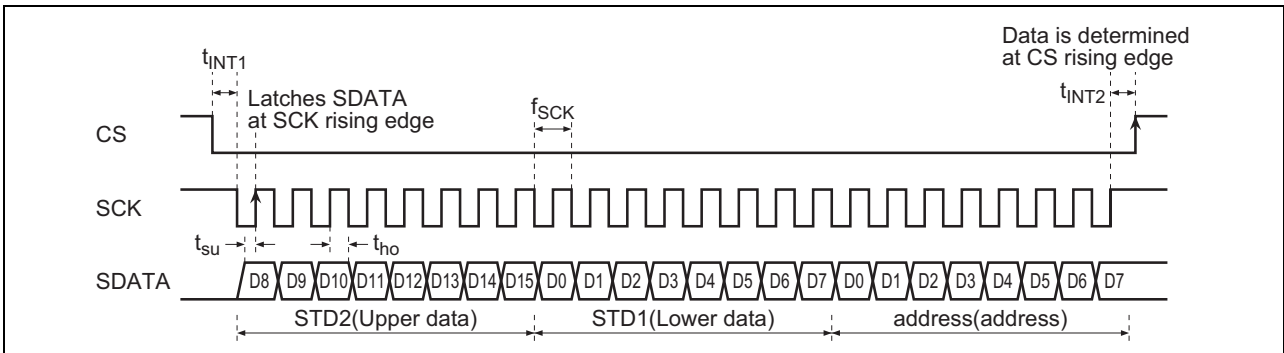 Data is determined
at CS rising edge
tINT1
Latches SDATA
at SCK rising edge
fSCK
tINT2
CS
SCK
tsu
tho
SDATA
D8 D9 D10 D11 D12 D13 D14 D15 D0 D1 D2 D3 D4 D5 D6 D7 D0 D1 D2 D3 D4 D5 D6 D7
STD2(Upper data) STD1(Lower data) address(address)